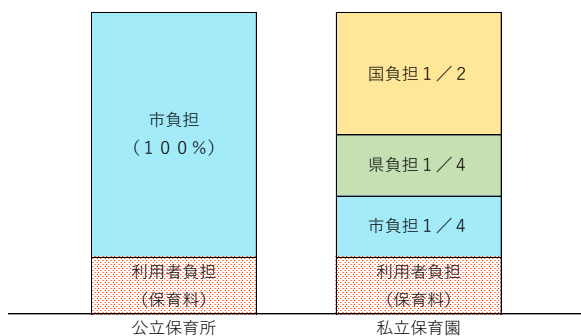 市負担
（１００％）
利用者負担
（保育料）
公立保育所
国負担１／２
県負担１／４
市負担１／４
利用者負担
（保育料）
私立保育園